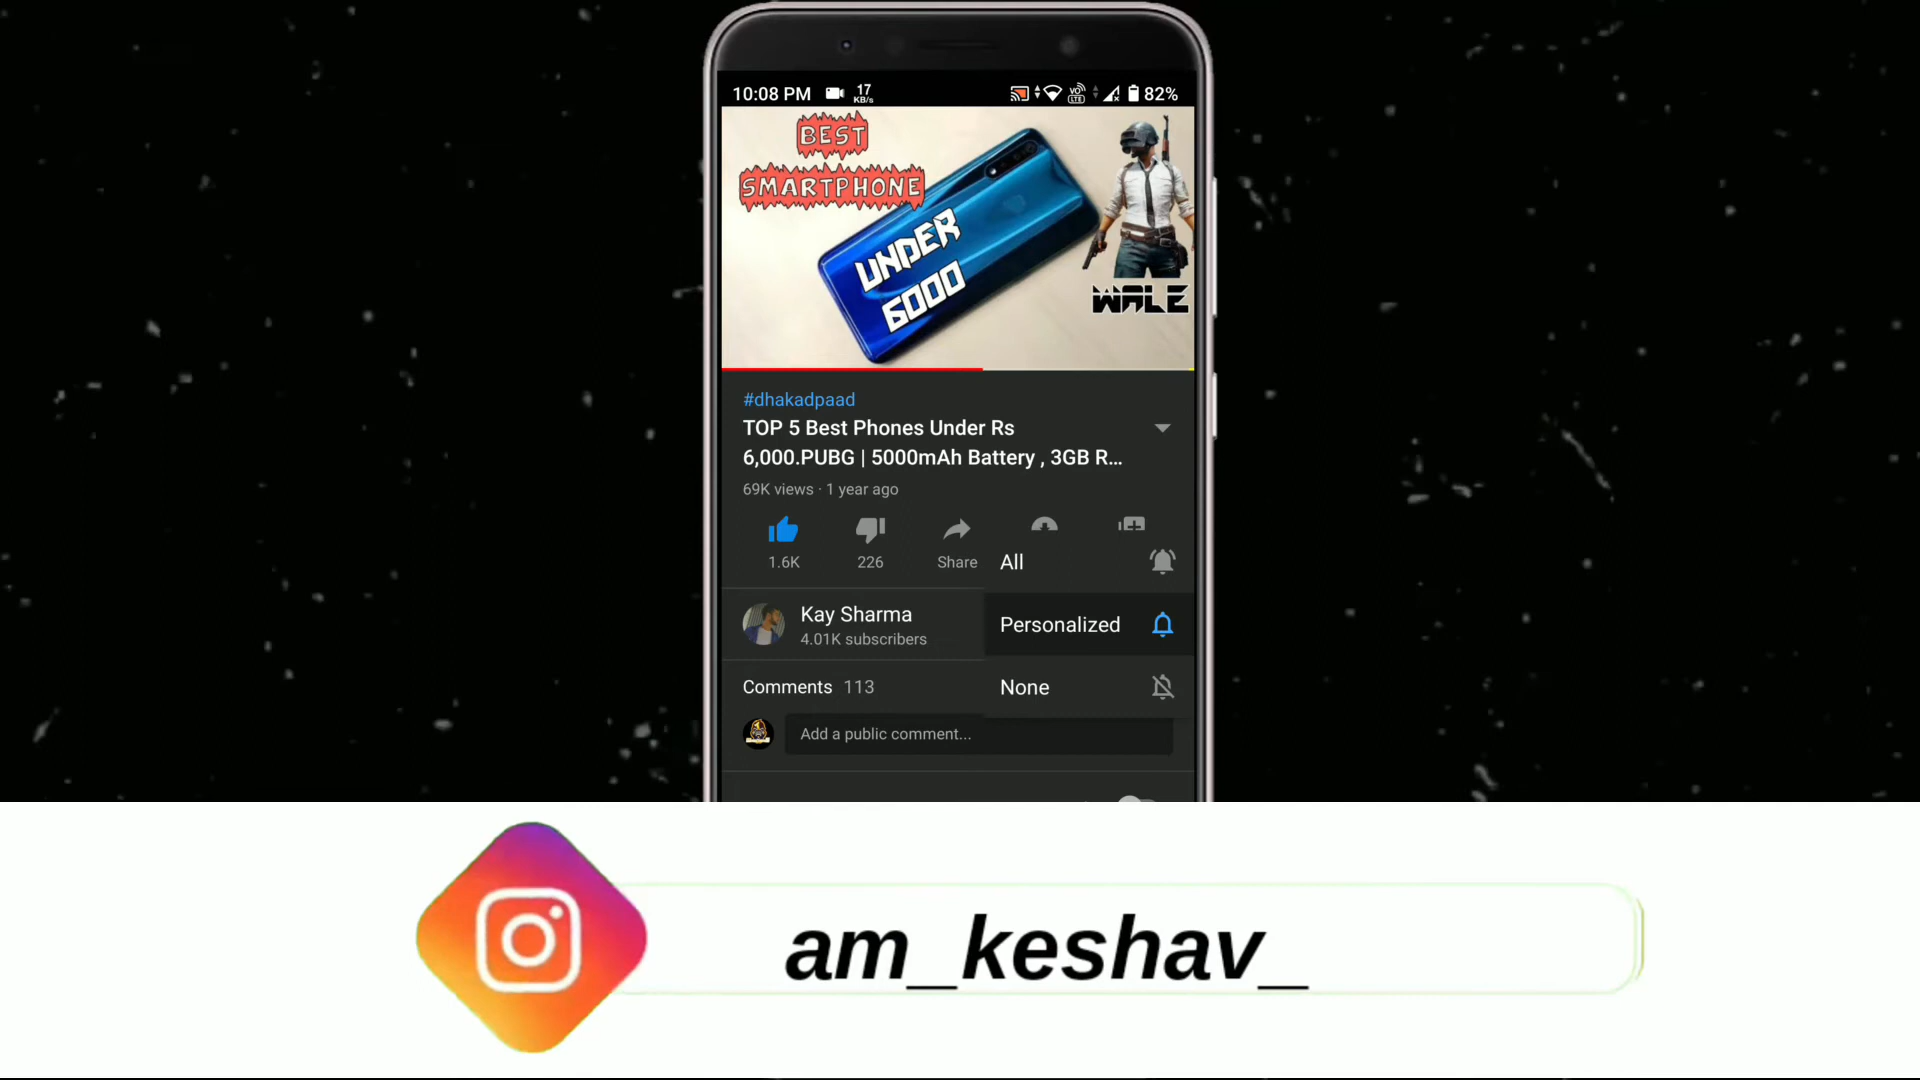 10:08 PM 17 KB/s VO LTE 82%
BEST
SMARTPHONE
UNDER
6000
WALE
#dhakadpaad
TOP 5 Best Phones Under Rs
6,000.PUBG | 5000mAh Battery , 3GB R...
69K views · 1 year ago
1.6K 226 Share
All
Kay Sharma
4.01K subscribers
Personalized
Comments 113
None
Add a public comment...
am_keshav_